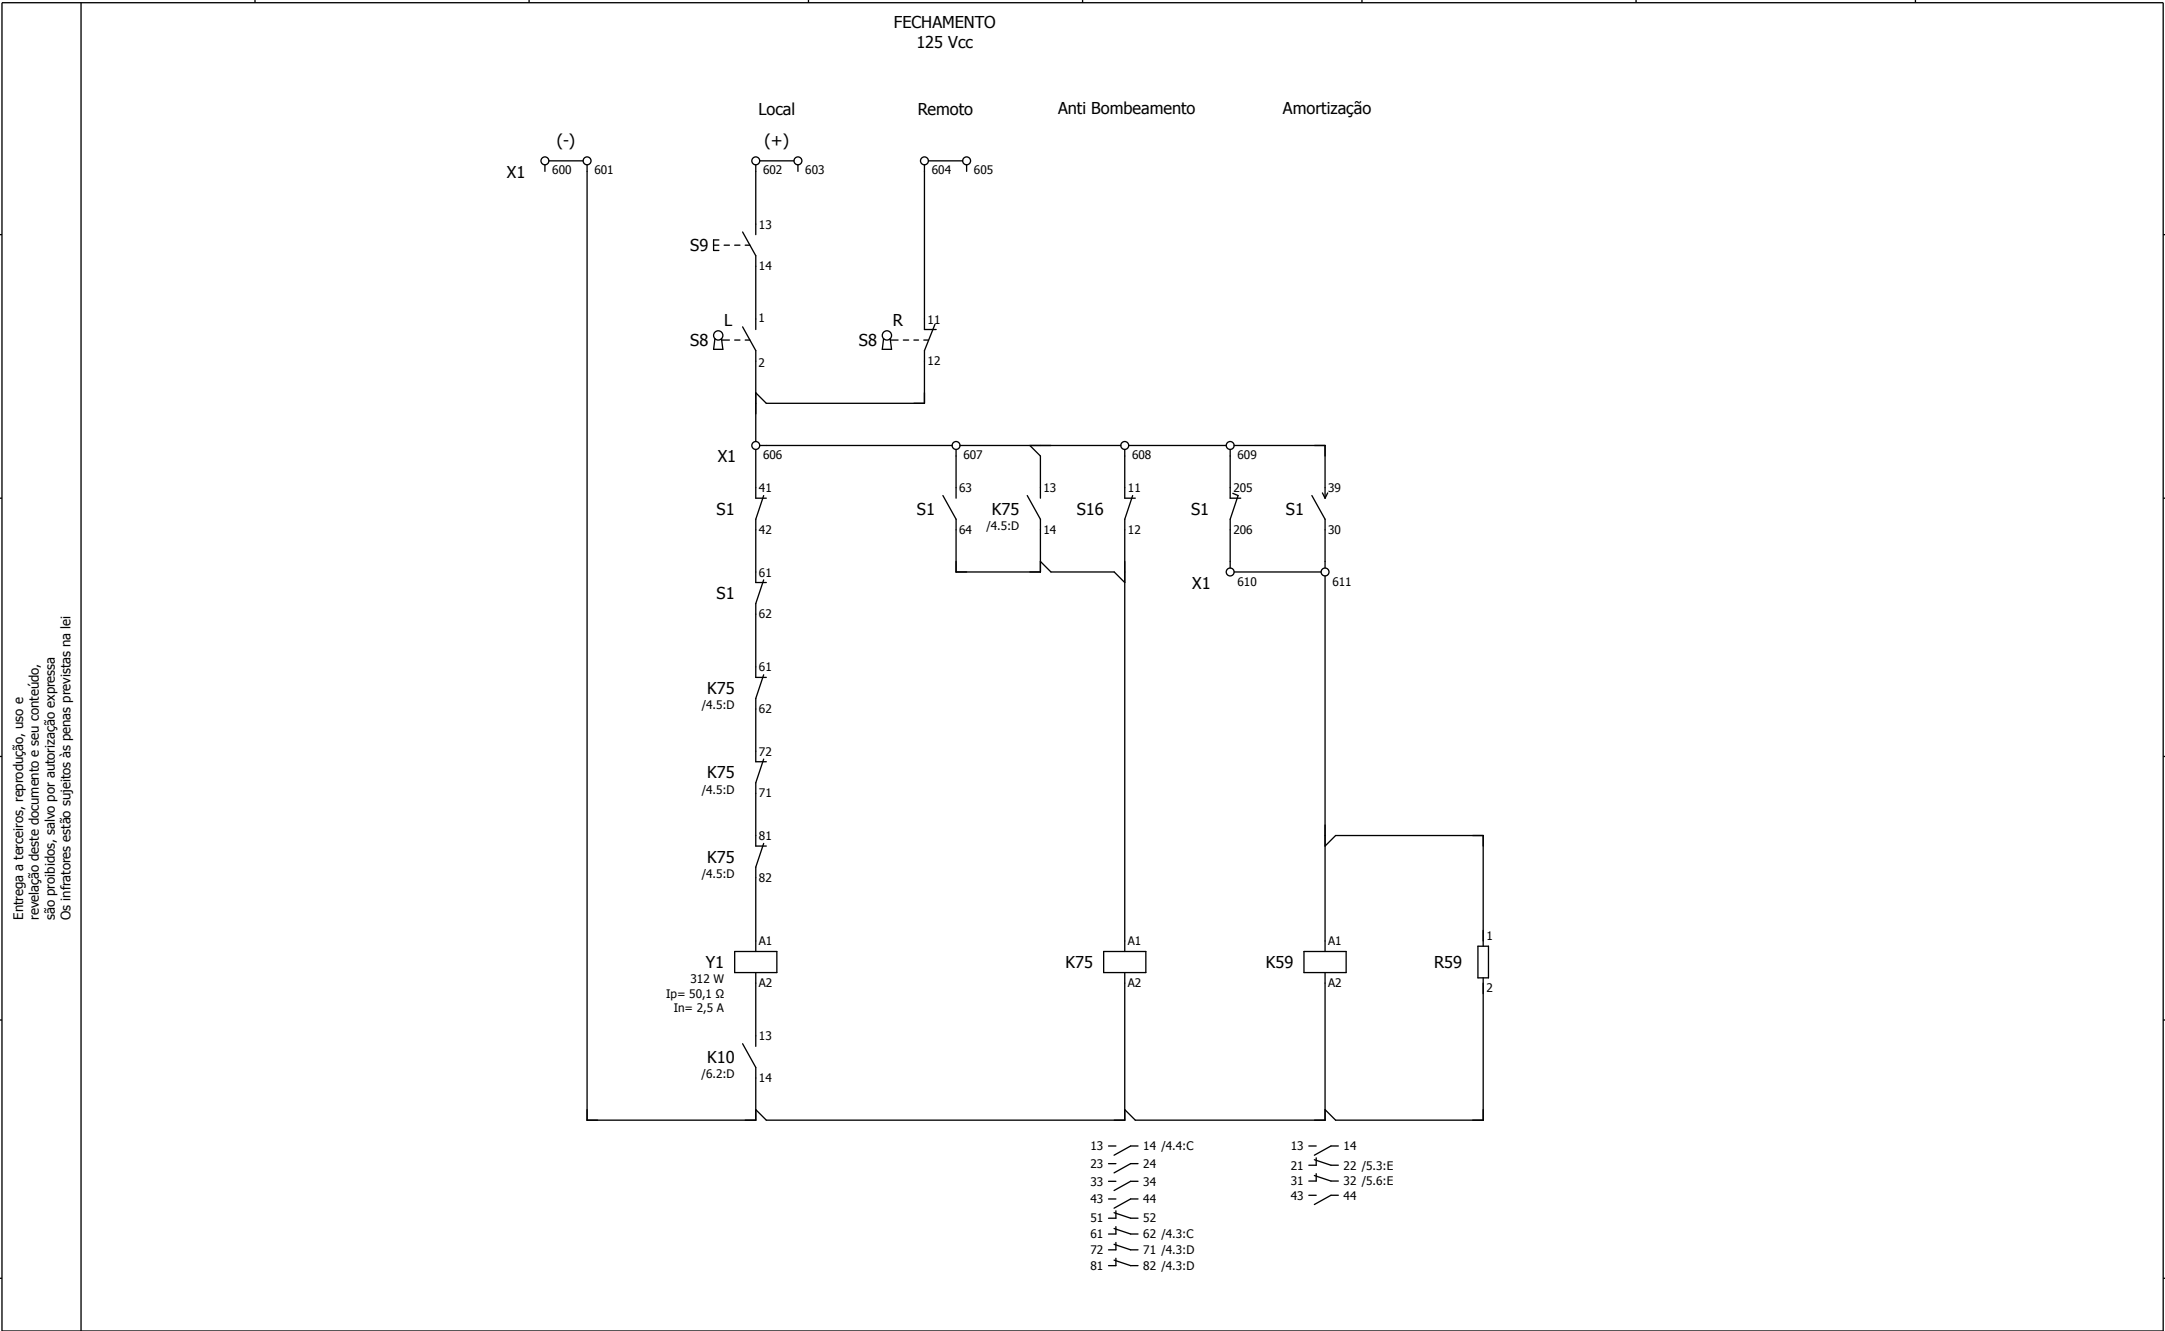 FECHAMENTO
125 Vcc
Local
Remoto
Anti Bombeamento
Amortização
(-)
(+)
X1
600
601
602
603
604
605
13
S9 E
14
L
1
S8
2
R
11
S8
12
X1
606
607
608
609
41
S1
42
63
S1
64
13
K75
/4.5:D
14
11
S16
12
205
S1
206
39
S1
30
X1
610
611
61
S1
62
61
K75
/4.5:D
62
72
K75
/4.5:D
71
81
K75
/4.5:D
82
A1
Y1
A2
312 W
Ip= 50,1 Ω
In= 2,5 A
A1
K75
A2
A1
K59
A2
1
R59
2
13
K10
/6.2:D
14
13 14 /4.4:C
23 24
33 34
43 44
51 52
61 62 /4.3:C
72 71 /4.3:D
81 82 /4.3:D
13 14
21 22 /5.3:E
31 32 /5.6:E
43 44
Entrega a terceiros, reprodução, uso e
revelação deste documento e seu conteúdo,
são proibidos, salvo por autorização expressa
Os infratores estão sujeitos às penas previstas na lei